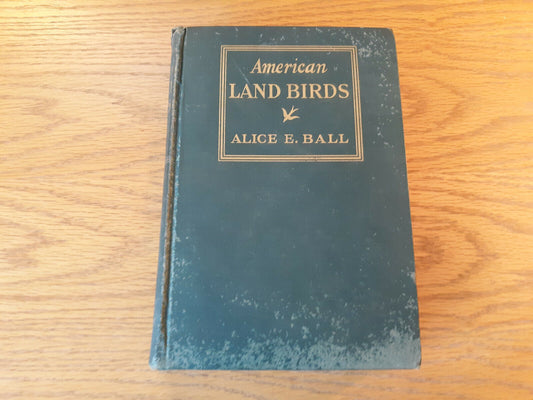 American
LAND BIRDS
ALICE E. BALL